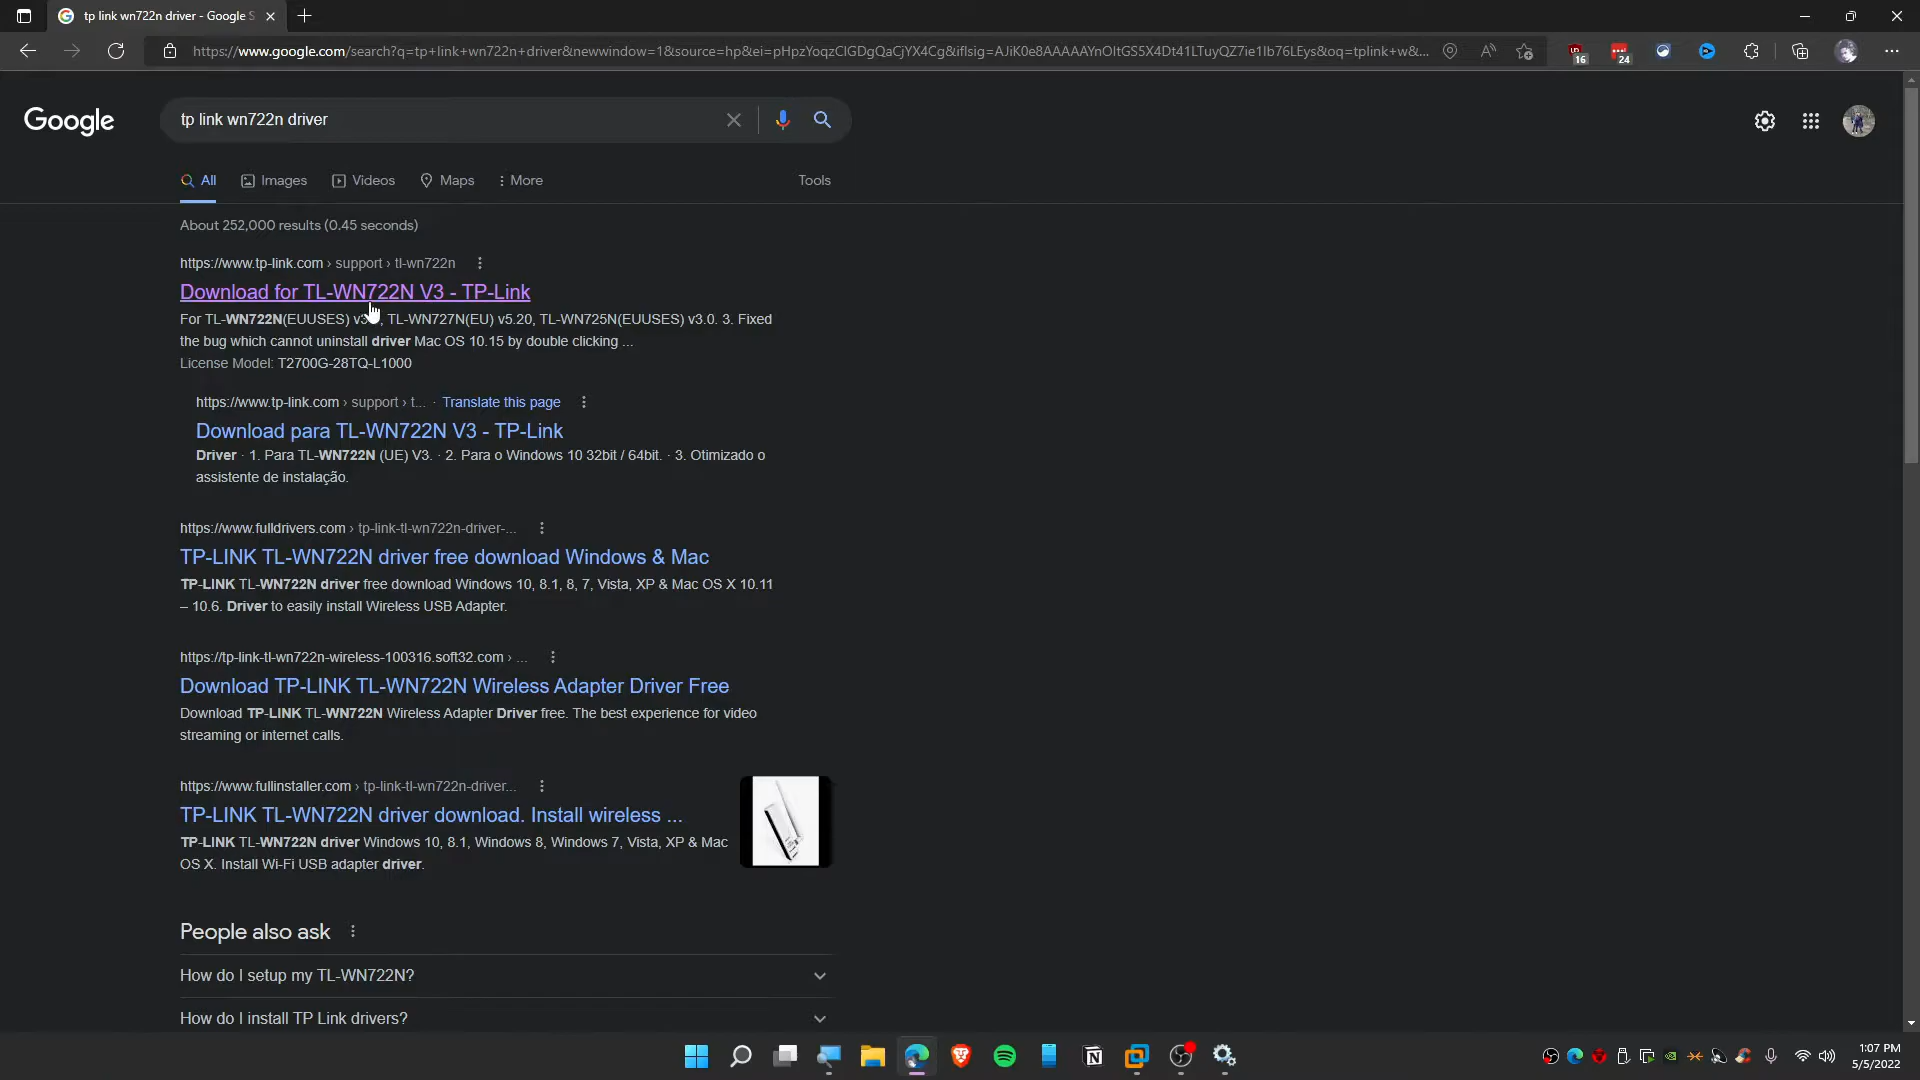 tp link wn722n driver - Google S
https://www.google.com/search?q=tp+link+wn722n+driver&newwindow=1&source=hp&ei=pHpzYoqzCIGDgQaCjYX4Cg&iflsig=AJiK0e8AAAAAYnOItGS5X4Dt41LTuyQZ7ie1Ib76LEys&oq=tplink+w&...
16
24
Google
tp link wn722n driver
All
Images
Videos
Maps
More
Tools
About 252,000 results (0.45 seconds)
https://www.tp-link.com › support › tl-wn722n
Download for TL-WN722N V3 - TP-Link
For TL-WN722N(EUUSES) v3, TL-WN727N(EU) v5.20, TL-WN725N(EUUSES) v3.0. 3. Fixed
the bug which cannot uninstall driver Mac OS 10.15 by double clicking ...
License Model: T2700G-28TQ-L1000
https://www.tp-link.com › support › t... · Translate this page
Download para TL-WN722N V3 - TP-Link
Driver · 1. Para TL-WN722N (UE) V3. · 2. Para o Windows 10 32bit / 64bit. · 3. Otimizado o
assistente de instalação.
https://www.fulldrivers.com › tp-link-tl-wn722n-driver-...
TP-LINK TL-WN722N driver free download Windows & Mac
TP-LINK TL-WN722N driver free download Windows 10, 8.1, 8, 7, Vista, XP & Mac OS X 10.11
– 10.6. Driver to easily install Wireless USB Adapter.
https://tp-link-tl-wn722n-wireless-100316.soft32.com › ...
Download TP-LINK TL-WN722N Wireless Adapter Driver Free
Download TP-LINK TL-WN722N Wireless Adapter Driver free. The best experience for video
streaming or internet calls.
https://www.fullinstaller.com › tp-link-tl-wn722n-driver...
TP-LINK TL-WN722N driver download. Install wireless ...
TP-LINK TL-WN722N driver Windows 10, 8.1, Windows 8, Windows 7, Vista, XP & Mac
OS X. Install Wi-Fi USB adapter driver.
People also ask
How do I setup my TL-WN722N?
How do I install TP Link drivers?
1:07 PM
5/5/2022